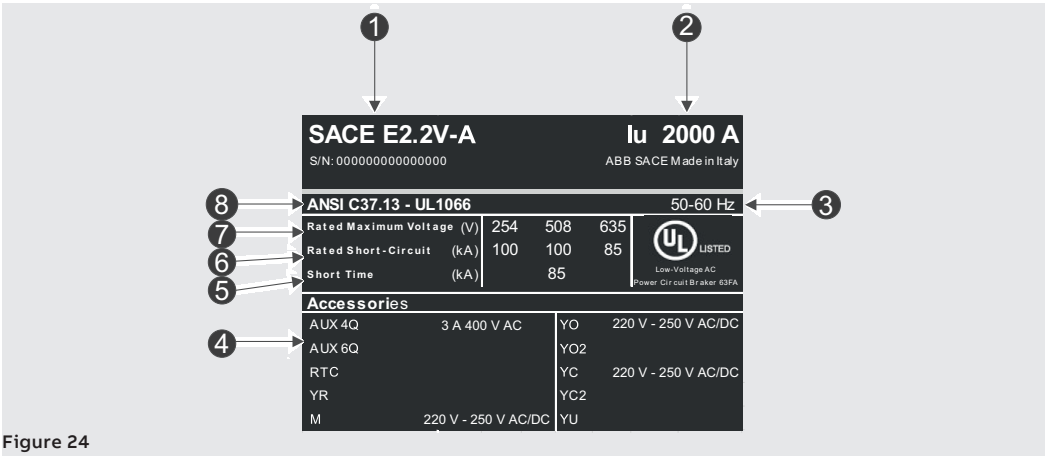 1 2
SACE E2.2V-A Iu 2000 A
S/N: 000000000000000 ABB SACE Made in Italy
8 ANSI C37.13 - UL1066 50-60 Hz 3
7 Rated Maximum Voltage (V) 254 508 635
6 Rated Short-Circuit (kA) 100 100 85
5 Short Time (kA) 85
UL LISTED
Low-Voltage AC
Power Circuit Braker 63FA
Accessories
4
AUX 4Q 3 A 400 V AC YO 220 V - 250 V AC/DC
AUX 6Q YO2
RTC YC 220 V - 250 V AC/DC
YR YC2
M 220 V - 250 V AC/DC YU
Figure 24